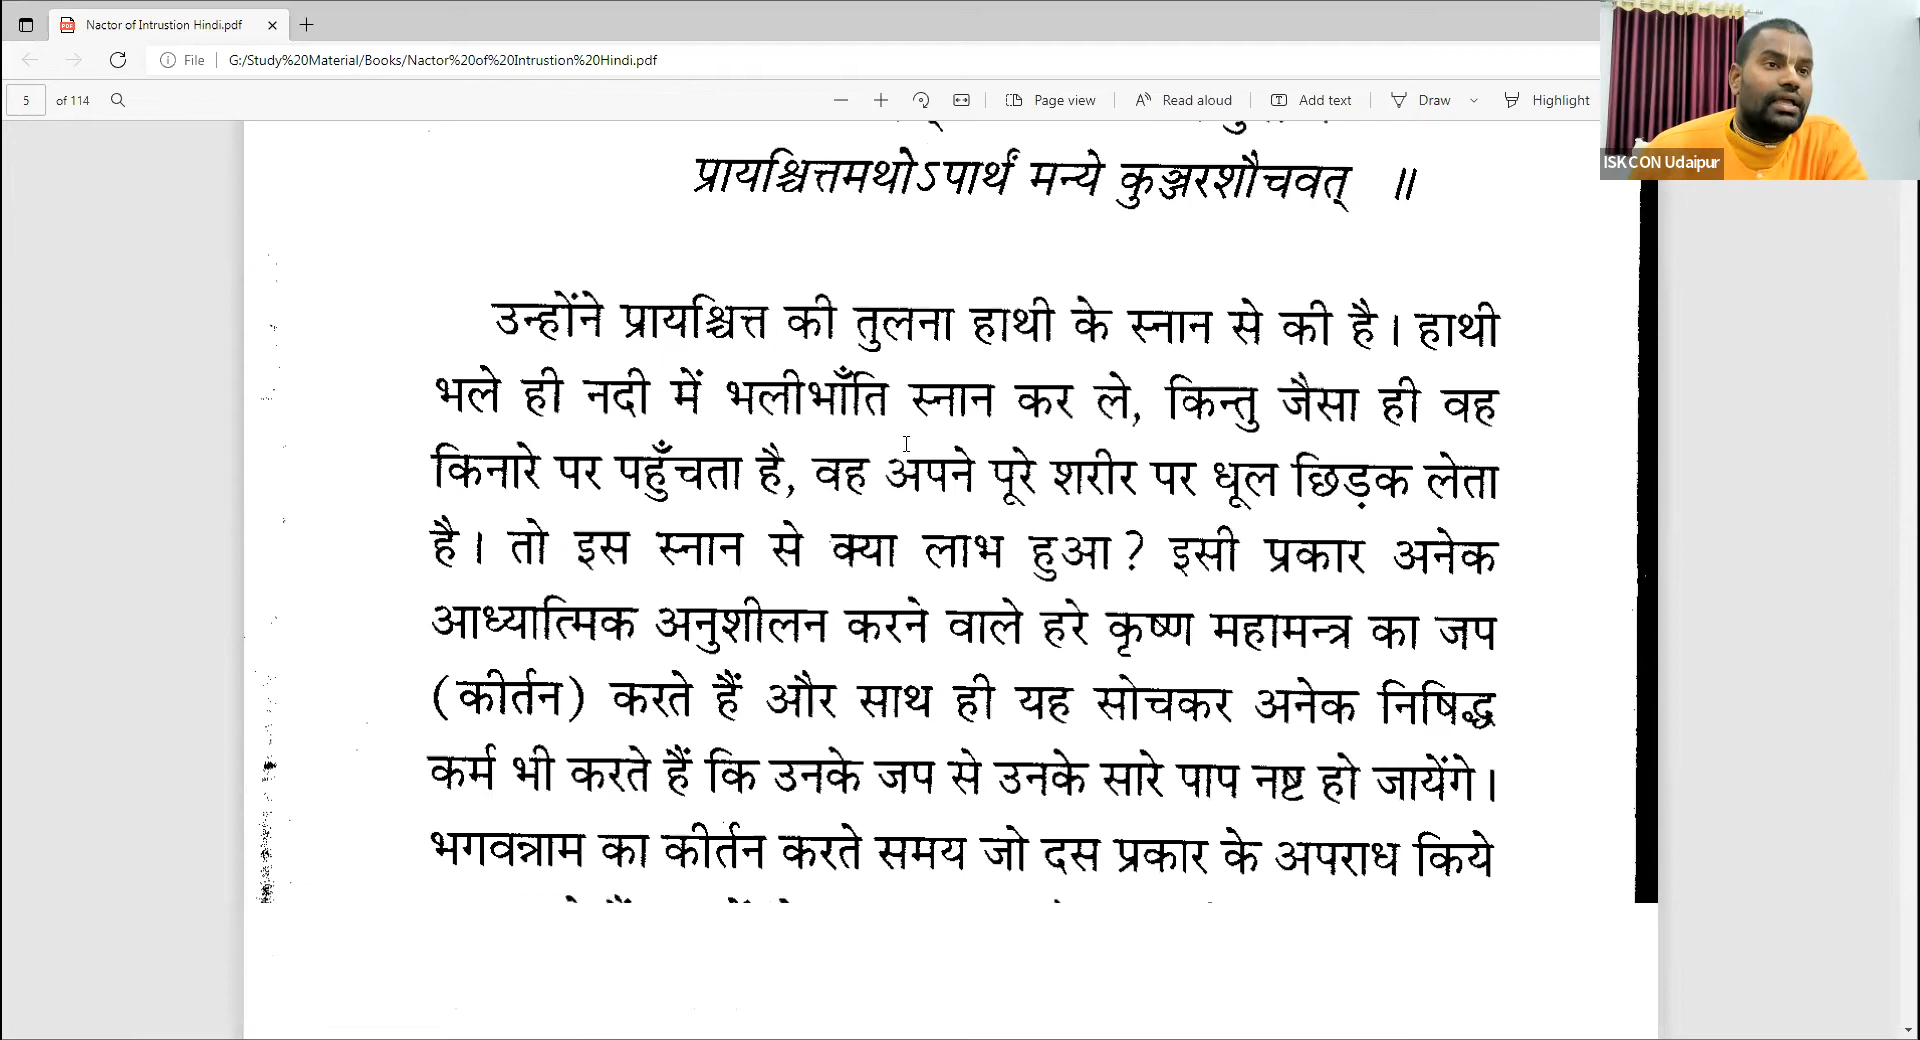 Nactor of Intrustion Hindi.pdf
File
G:/Study%20Material/Books/Nactor%20of%20Intrustion%20Hindi.pdf
5 of 114
Page view
Read aloud
Add text
Draw
Highlight
ISKCON Udaipur
प्रायश्चित्तमथोऽपार्थं मन्ये कुञ्जरशौचवत् ॥
उन्होंने प्रायश्चित्त की तुलना हाथी के स्नान से की है। हाथी
भले ही नदी में भलीभाँति स्नान कर ले, किन्तु जैसा ही वह
किनारे पर पहुँचता है, वह अपने पूरे शरीर पर धूल छिड़क लेता
है। तो इस स्नान से क्या लाभ हुआ? इसी प्रकार अनेक
आध्यात्मिक अनुशीलन करने वाले हरे कृष्ण महामन्त्र का जप
(कीर्तन) करते हैं और साथ ही यह सोचकर अनेक निषिद्ध
कर्म भी करते हैं कि उनके जप से उनके सारे पाप नष्ट हो जायेंगे।
भगवन्नाम का कीर्तन करते समय जो दस प्रकार के अपराध किये